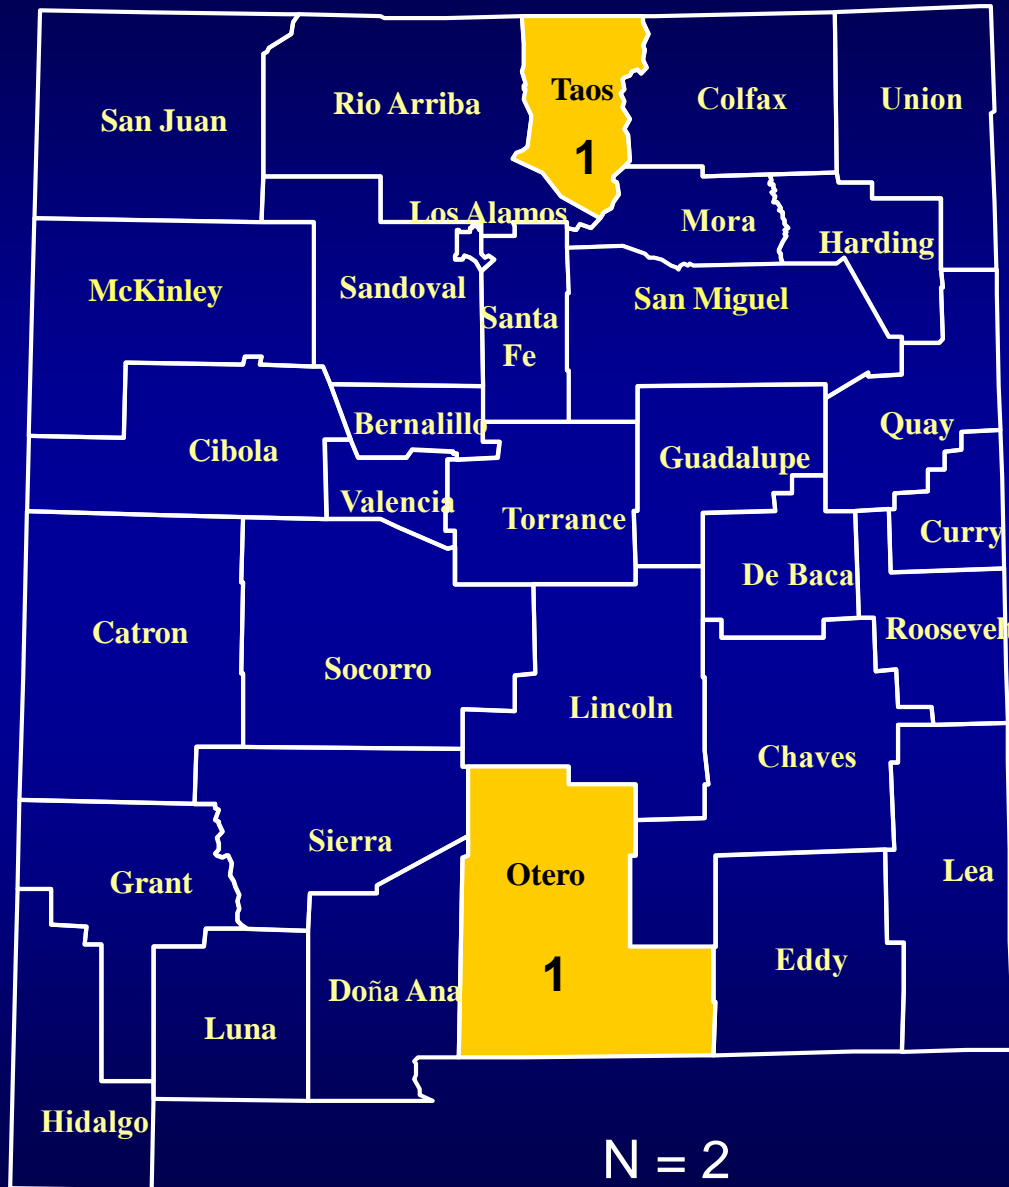 San Juan
Rio Arriba
Taos
1
Colfax
Union
Los Alamos
Mora
Harding
McKinley
Sandoval
Santa
Fe
San Miguel
Bernalillo
Cibola
Guadalupe
Quay
Valencia
Torrance
Curry
De Baca
Catron
Socorro
Roosevelt
Lincoln
Chaves
Sierra
Otero
1
Grant
Lea
Eddy
Doña Ana
Luna
Hidalgo
N = 2